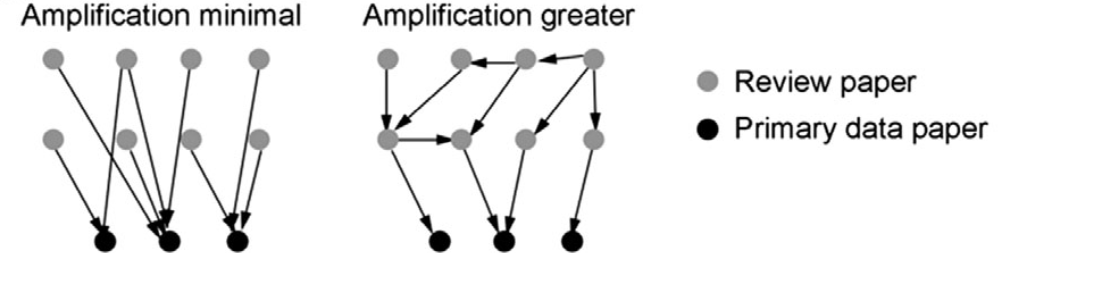 Amplification minimal
Amplification greater
Review paper
Primary data paper